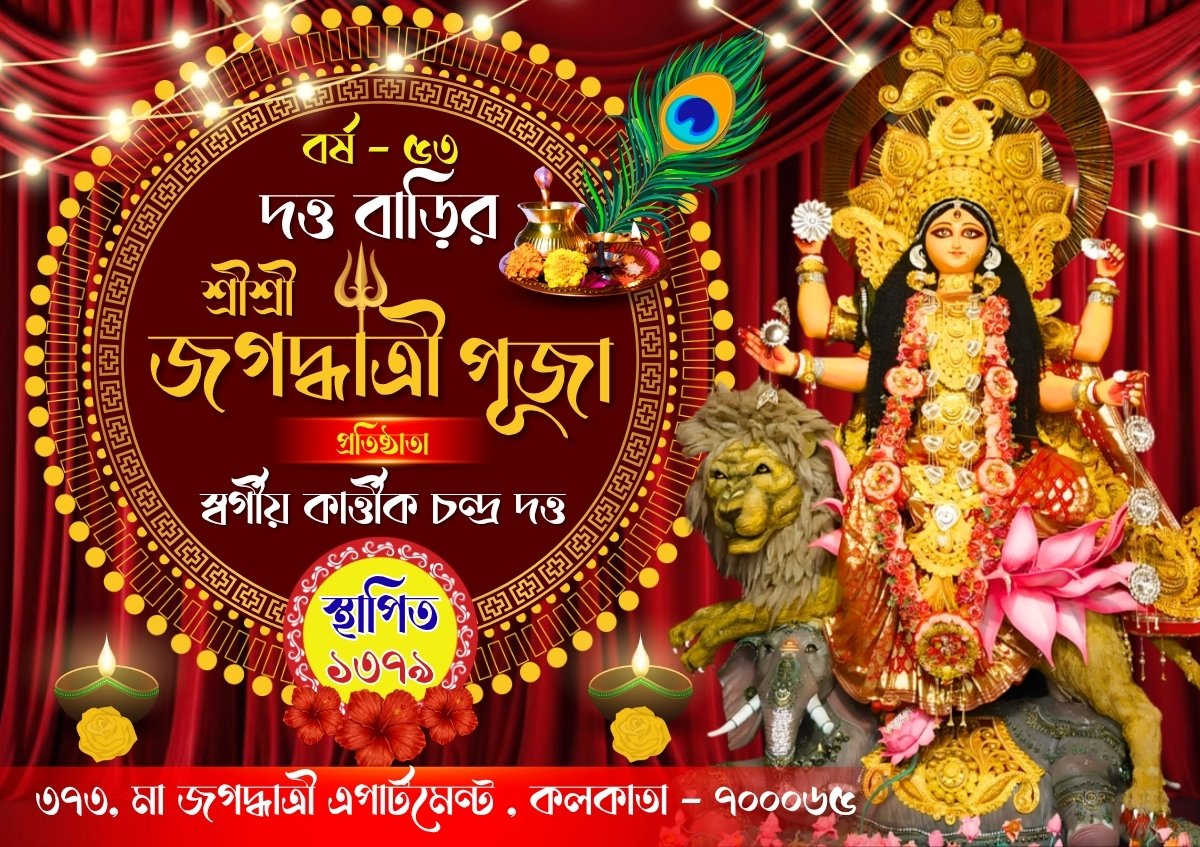 বর্ষ – ৫৩
দত্ত বাড়ির
শ্রীশ্রী
জগদ্ধাত্রী পূজা
প্রতিষ্ঠাতা
স্বর্গীয় কার্ত্তীক চন্দ্র দত্ত
স্থাপিত
১৩৭৯
৩৭৩, মা জগদ্ধাত্রী এপার্টমেন্ট , কলকাতা – ৭০০০৬৫